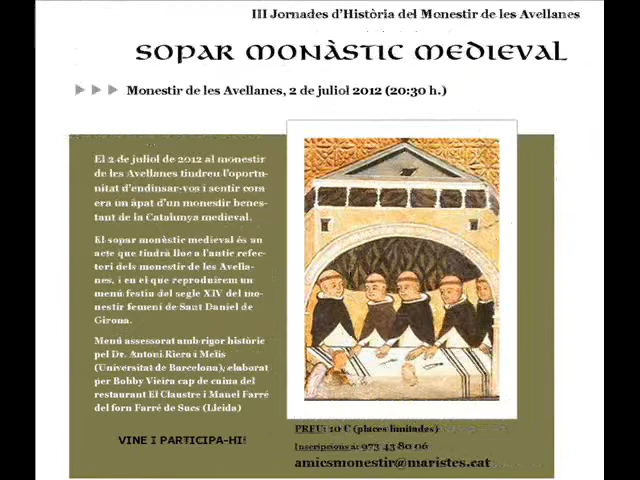 III Jornades d'Història del Monestir de les Avellanes
SOPAR MONÀSTIC MEDIEVAL
Monestir de les Avellanes, 2 de juliol 2012 (20:30 h.)
El 2 de juliol de 2012 al monestir
de les Avellanes tindreu l'oportu-
nitat d'endinsar-vos i sentir com
era un àpat d'un monestir benes-
tant de la Catalunya medieval.
El sopar monàstic medieval és un
acte que tindrà lloc a l'antic refec-
tori dels monestir de les Avella-
nes, i en el que reproduirem un
menú festiu del segle XIV del mo-
nestir femení de Sant Daniel de
Girona.
Menú assessorat amb rigor històric
pel Dr. Antoni Riera i Melis
(Universitat de Barcelona), elaborat
per Bobby Vieira cap de cuina del
restaurant El Claustre i Manel Farré
del forn Farré de Sucs (Lleida)
VINE I PARTICIPA-HI!
PREU: 10 € (places limitades)
Inscripcions a: 973 43 80 06
amicsmonestir@maristes.cat